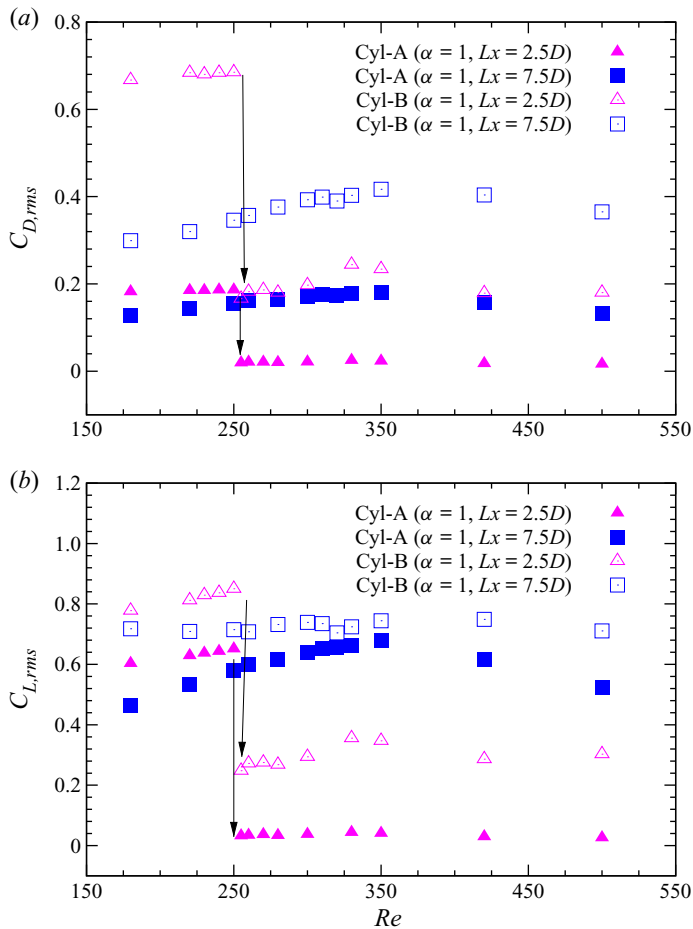 (a)
0.8
0.6
0.4
0.2
0
C_D,rms
Cyl-A (α = 1, Lx = 2.5D)
Cyl-A (α = 1, Lx = 7.5D)
Cyl-B (α = 1, Lx = 2.5D)
Cyl-B (α = 1, Lx = 7.5D)
150 250 350 450 550
(b)
1.2
1.0
0.8
0.6
0.4
0.2
0
C_L,rms
Cyl-A (α = 1, Lx = 2.5D)
Cyl-A (α = 1, Lx = 7.5D)
Cyl-B (α = 1, Lx = 2.5D)
Cyl-B (α = 1, Lx = 7.5D)
150 250 350 450 550
Re